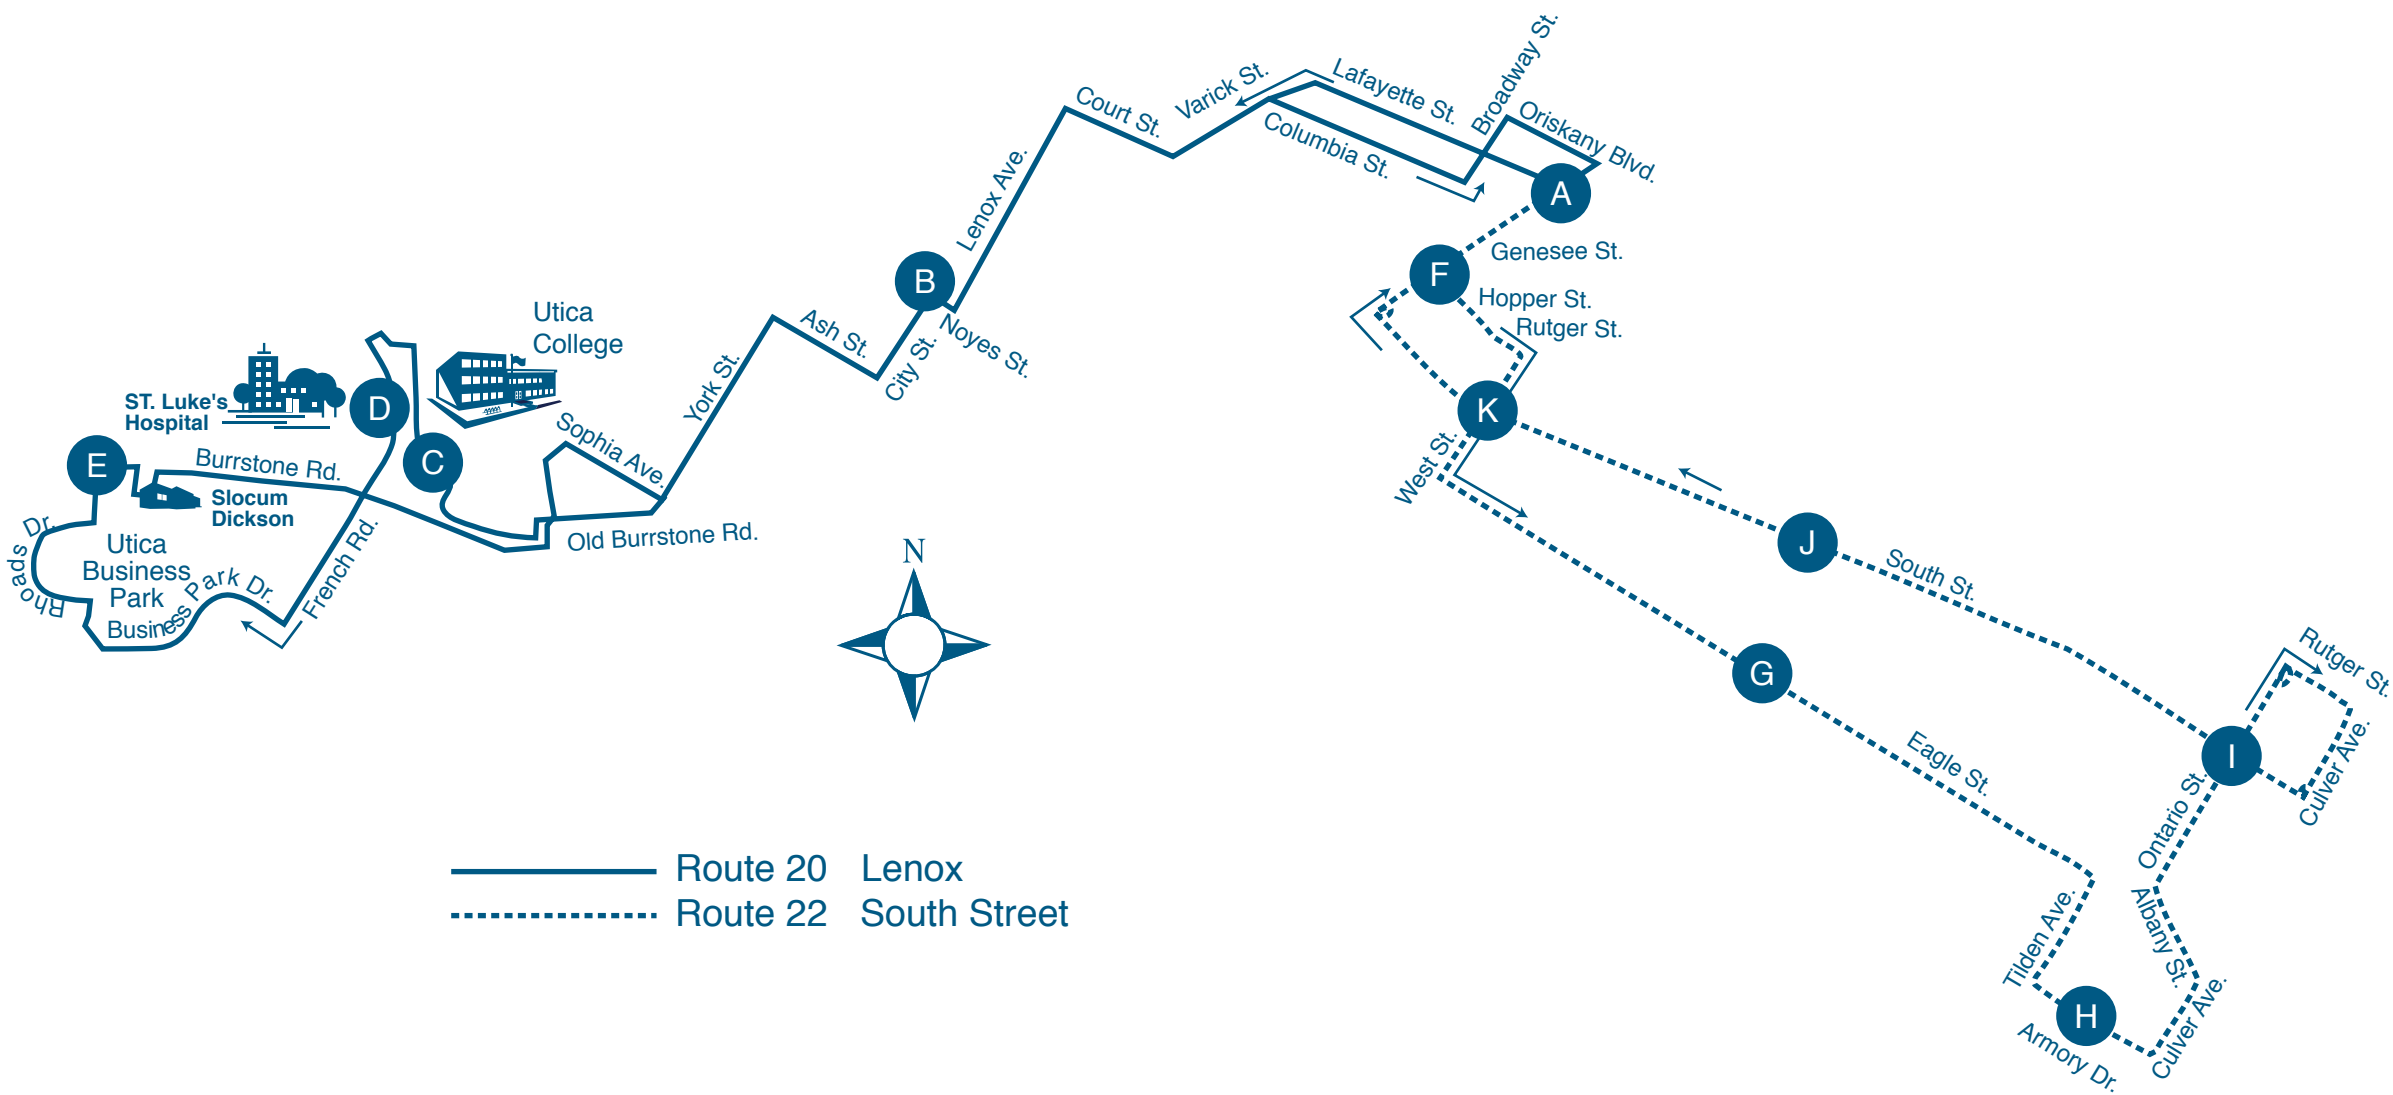 Broadway St.
Lafayette St.
Varick St.
Court St.
Oriskany Blvd.
Columbia St.
A
Lenox Ave.
Genesee St.
F
B
Hopper St.
Rutger St.
Noyes St.
Utica
College
Ash St.
City St.
York St.
ST. Luke's
Hospital
D
K
Sophia Ave.
West St.
E
Burrstone Rd.
C
Slocum
Dickson
Rhoads Dr.
Utica
Business
Park
Business Park Dr.
French Rd.
Old Burrstone Rd.
N
J
South St.
G
Rutger St.
Eagle St.
I
Culver Ave.
Ontario St.
Albany St.
Tilden Ave.
H
Armory Dr.
Culver Ave.
Route 20 Lenox
Route 22 South Street